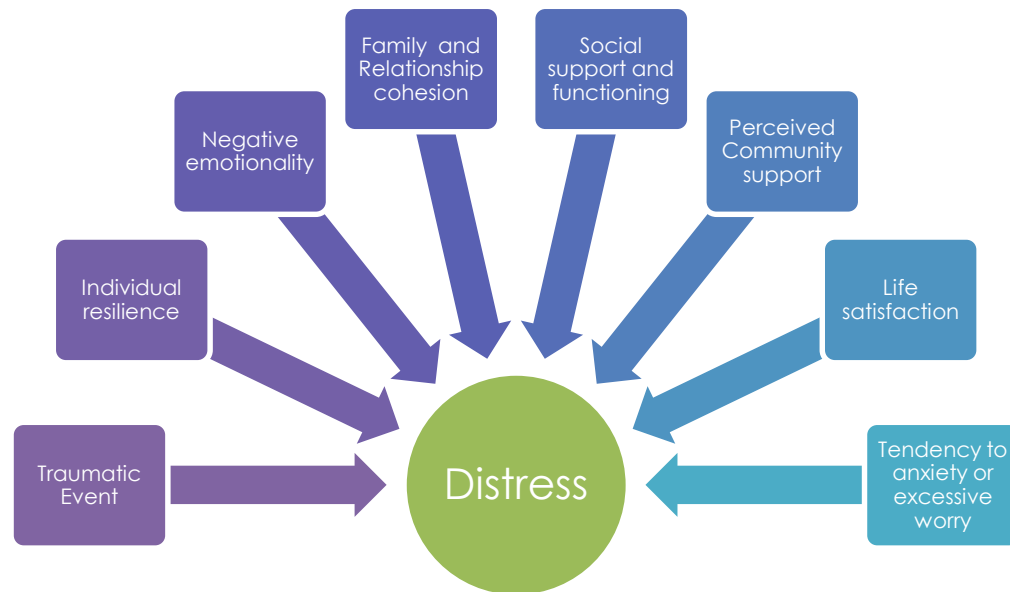 Family and
Relationship
cohesion
Social
support and
functioning
Negative
emotionality
Perceived
Community
support
Individual
resilience
Life
satisfaction
Traumatic
Event
Distress
Tendency to
anxiety or
excessive
worry